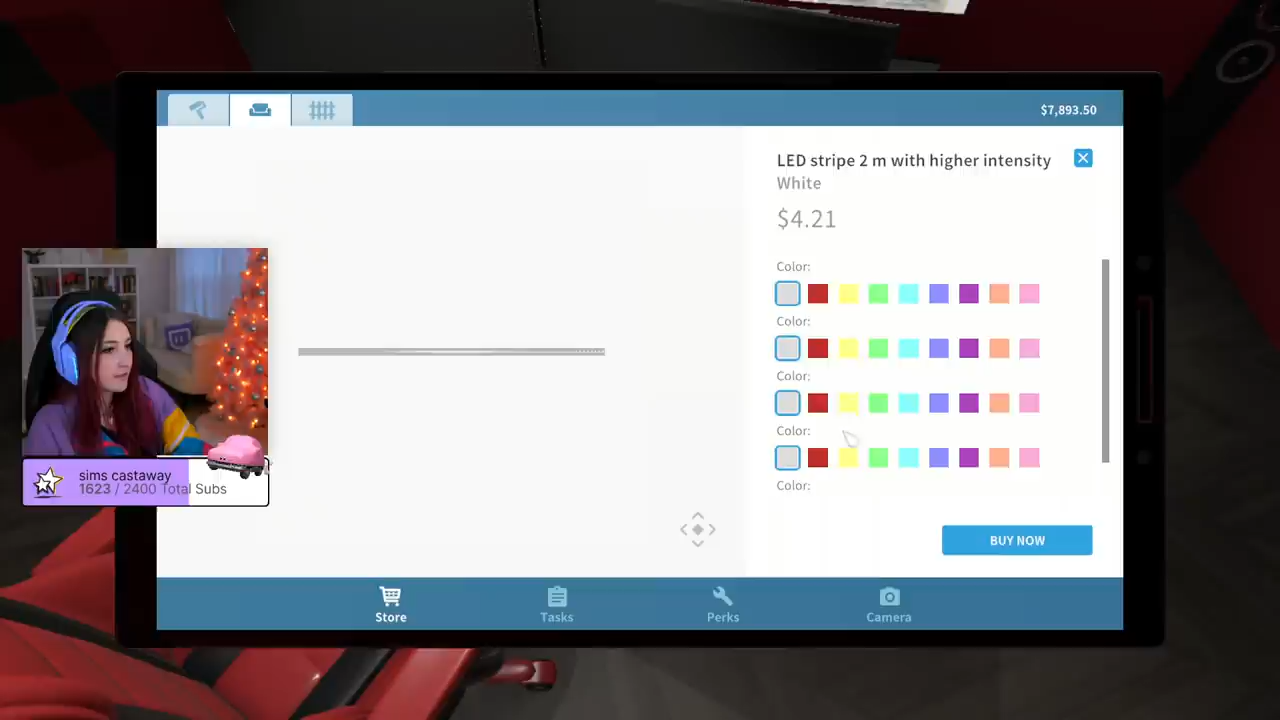 $7,893.50
LED stripe 2 m with higher intensity
White
$4.21
Color:
Color:
Color:
Color:
Color:
BUY NOW
Store
Tasks
Perks
Camera
sims castaway
1623 / 2400 Total Subs